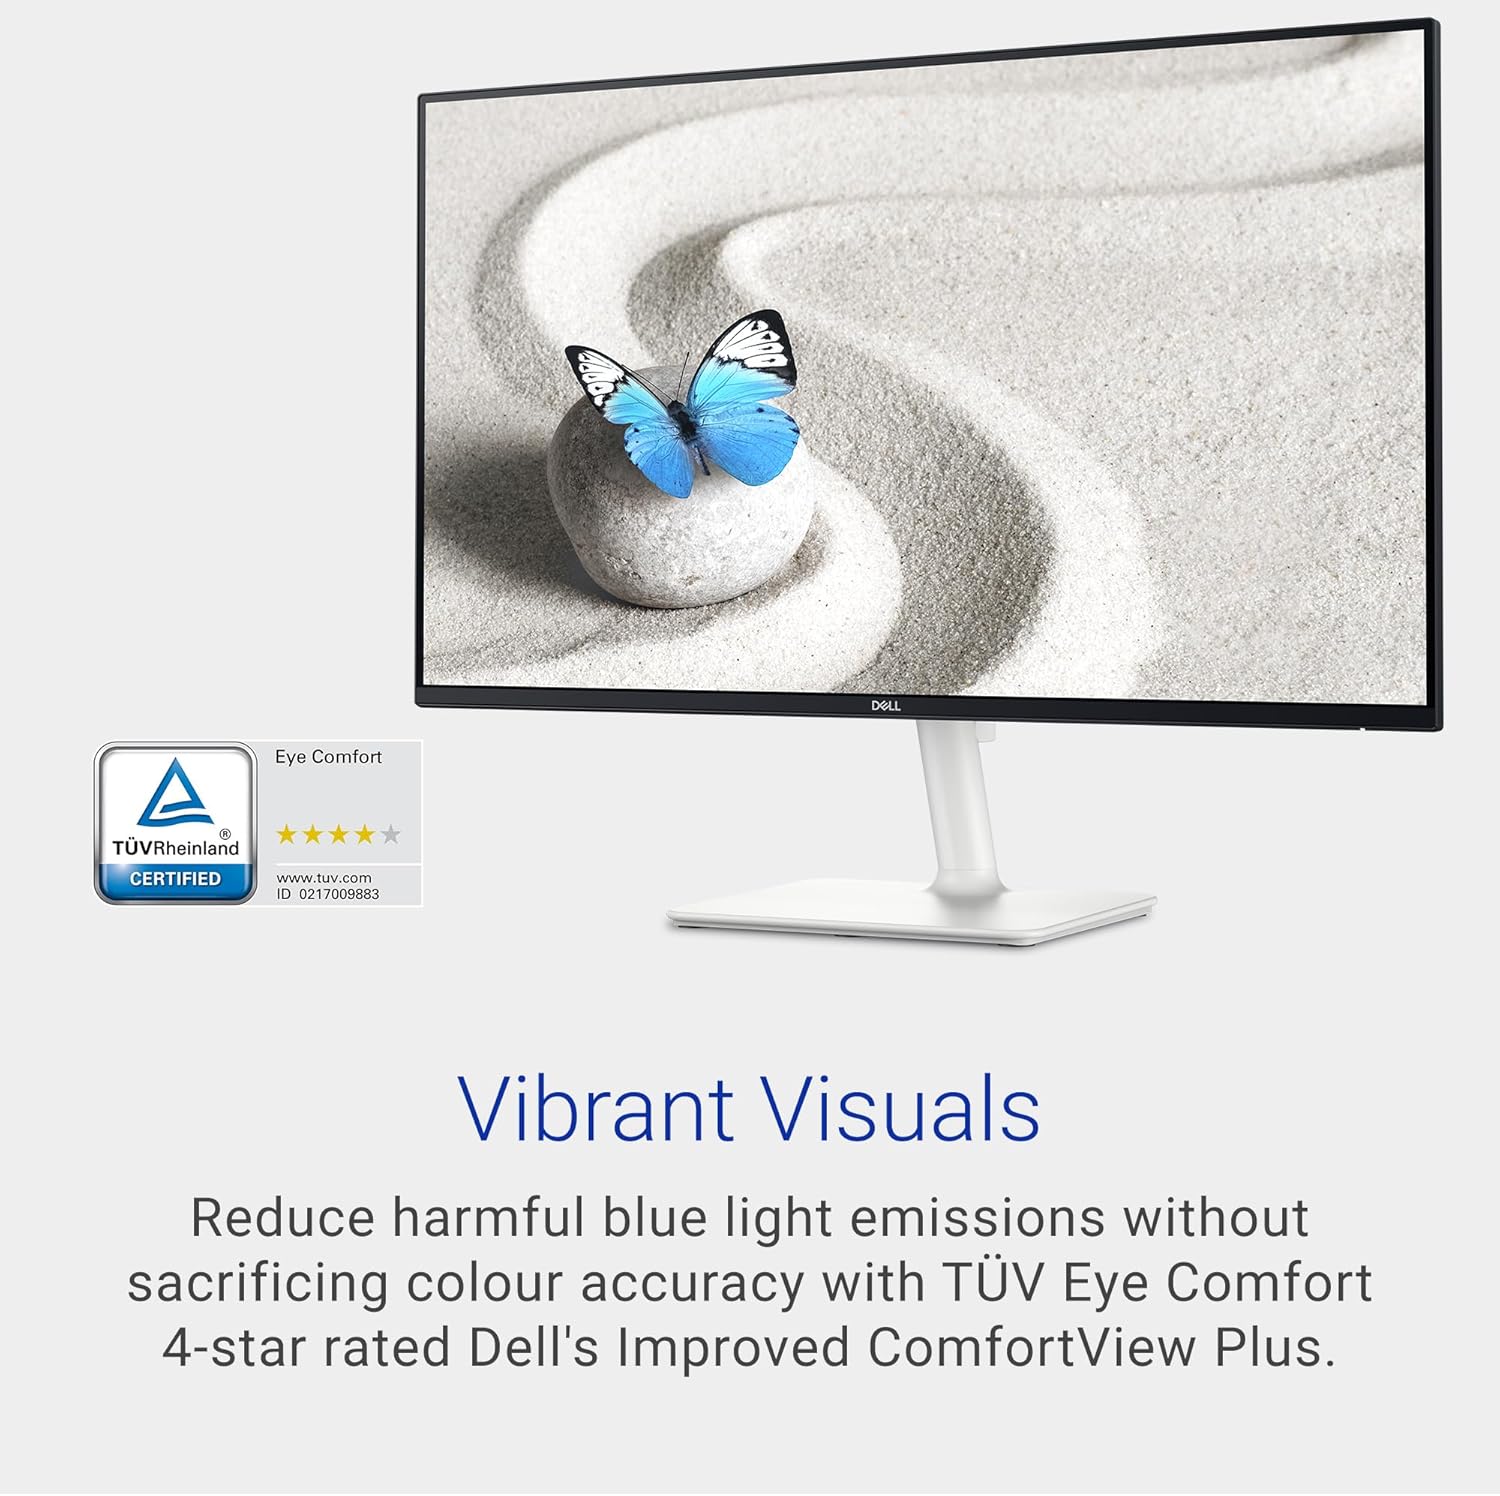 DELL
Eye Comfort
TÜVRheinland®
CERTIFIED
www.tuv.com
ID 0217009883
Vibrant Visuals
Reduce harmful blue light emissions without
sacrificing colour accuracy with TÜV Eye Comfort
4-star rated Dell's Improved ComfortView Plus.